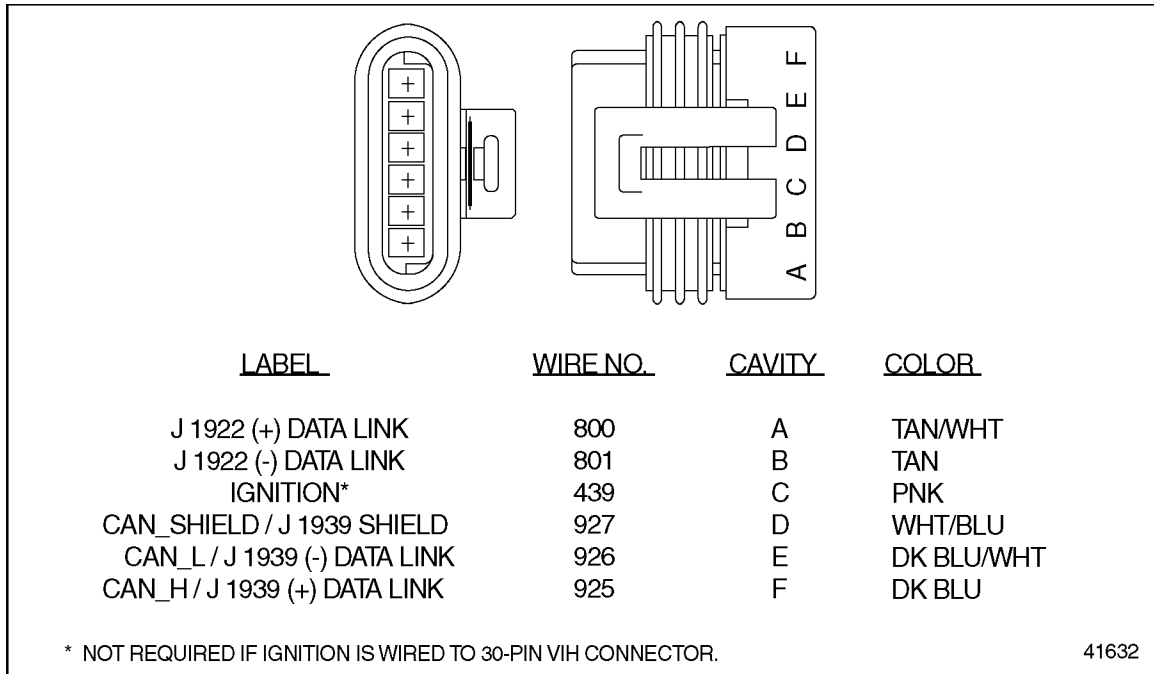 F
E
D
C
B
A
LABEL WIRE NO. CAVITY COLOR
J 1922 (+) DATA LINK 800 A TAN/WHT
J 1922 (-) DATA LINK 801 B TAN
IGNITION* 439 C PNK
CAN_SHIELD / J 1939 SHIELD 927 D WHT/BLU
CAN_L / J 1939 (-) DATA LINK 926 E DK BLU/WHT
CAN_H / J 1939 (+) DATA LINK 925 F DK BLU
* NOT REQUIRED IF IGNITION IS WIRED TO 30-PIN VIH CONNECTOR. 41632